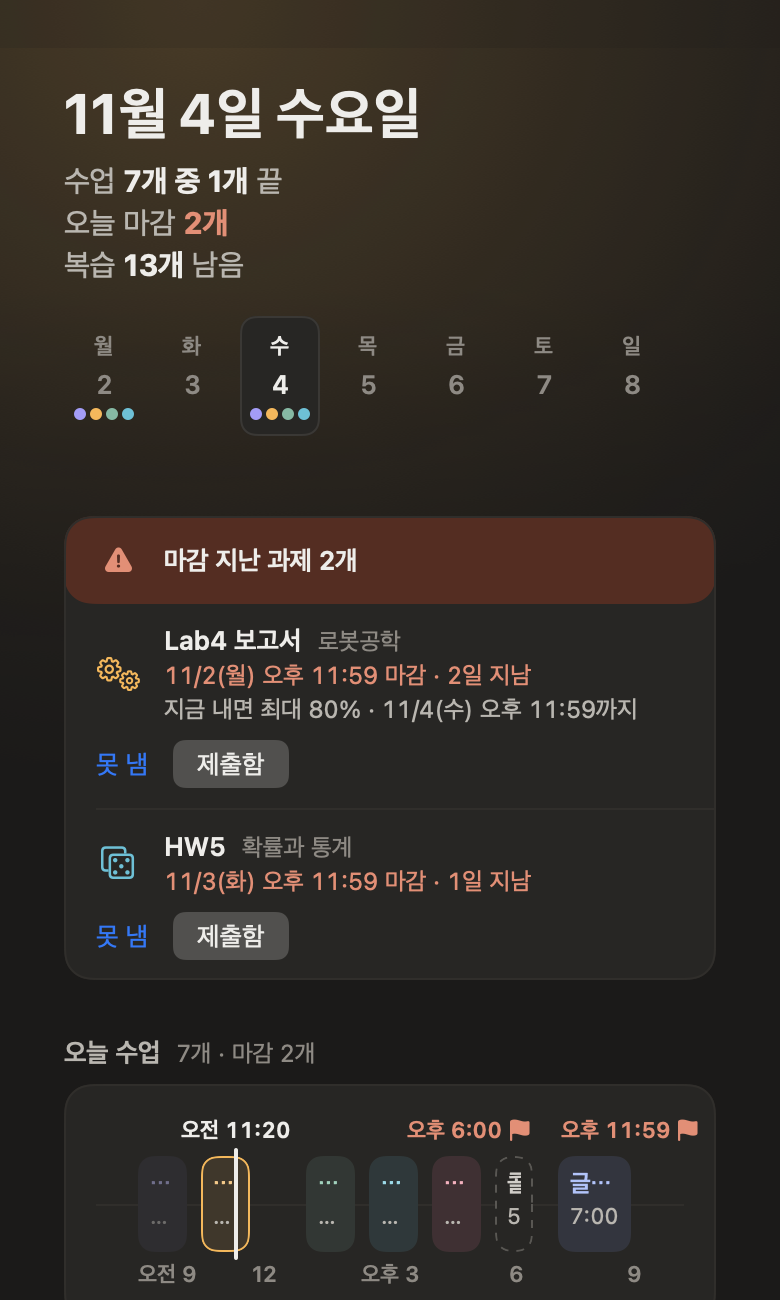 11월 4일 수요일
수업 7개 중 1개 끝
오늘 마감 2개
복습 13개 남음
월 화 수 목 금 토 일
2 3 4 5 6 7 8
마감 지난 과제 2개
Lab4 보고서 로봇공학
11/2(월) 오후 11:59 마감 · 2일 지남
지금 내면 최대 80% · 11/4(수) 오후 11:59까지
못 냄 제출함
HW5 확률과 통계
11/3(화) 오후 11:59 마감 · 1일 지남
못 냄 제출함
오늘 수업 7개 · 마감 2개
오전 11:20 오후 6:00 오후 11:59
... ... ... ... ... 글...
... ... ... ... ... 5 7:00
오전 9 12 오후 3 6 9